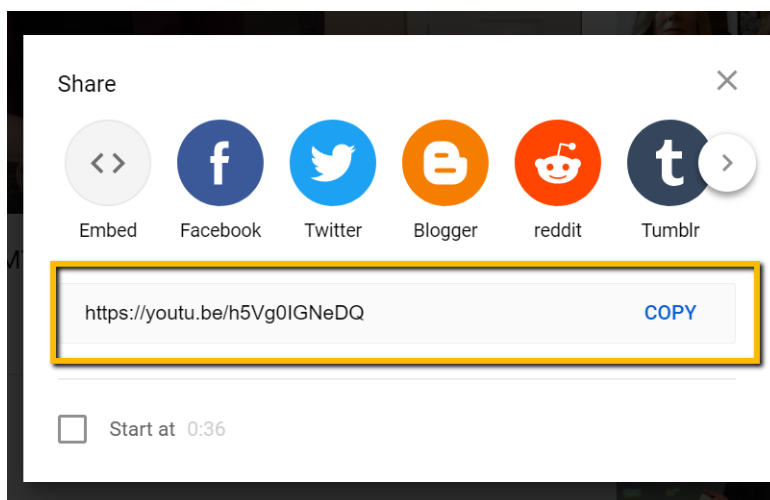 Share
Embed Facebook Twitter Blogger reddit Tumblr
https://youtu.be/h5Vg0IGNeDQ COPY
Start at 0:36